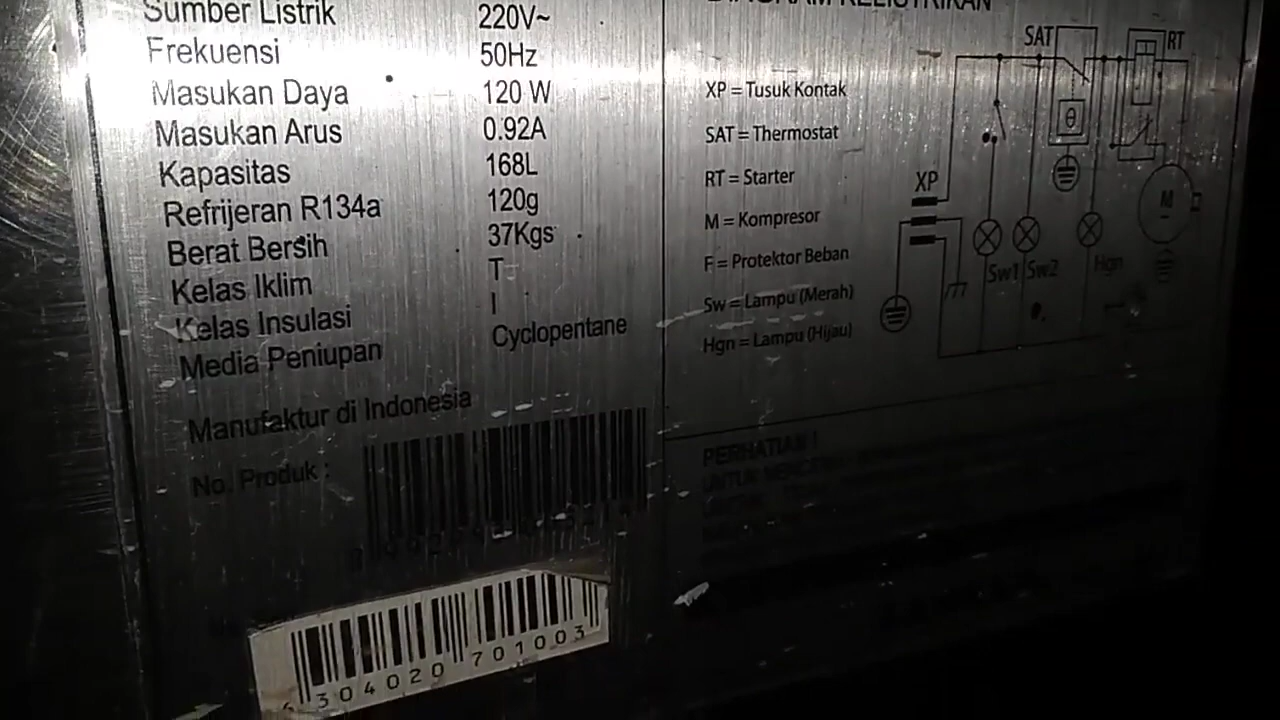 Sumber Listrik 220V~
Frekuensi 50Hz
Masukan Daya 120 W
Masukan Arus 0.92A
Kapasitas 168L
Refrijeran R134a 120g
Berat Bersih 37Kgs
Kelas Iklim T
Kelas Insulasi I
Media Peniupan Cyclopentane
Manufaktur di Indonesia
No. Produk :
304020 701003
DIAGRAM KELISTRIKAN
XP = Tusuk Kontak
SAT = Thermostat
RT = Starter
M = Kompresor
F = Protektor Beban
Sw = Lampu (Merah)
Hgn = Lampu (Hijau)
SAT
RT
θ
XP
M
Sw1
Sw2
Hgn
PERHATIAN !